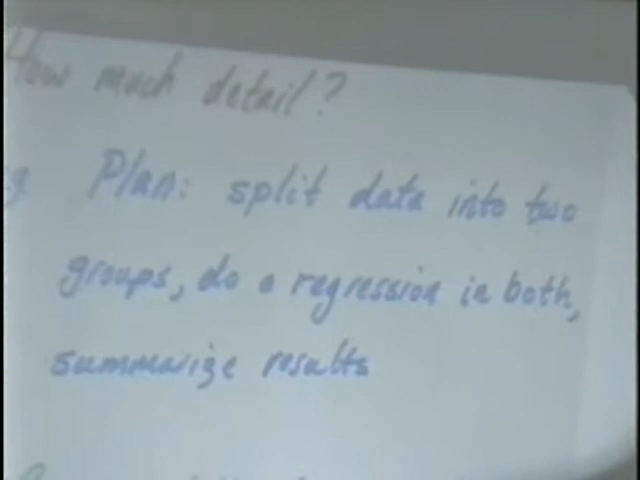 How much detail?
e.g Plan: split data into two
groups, do a regression in both,
summarize results